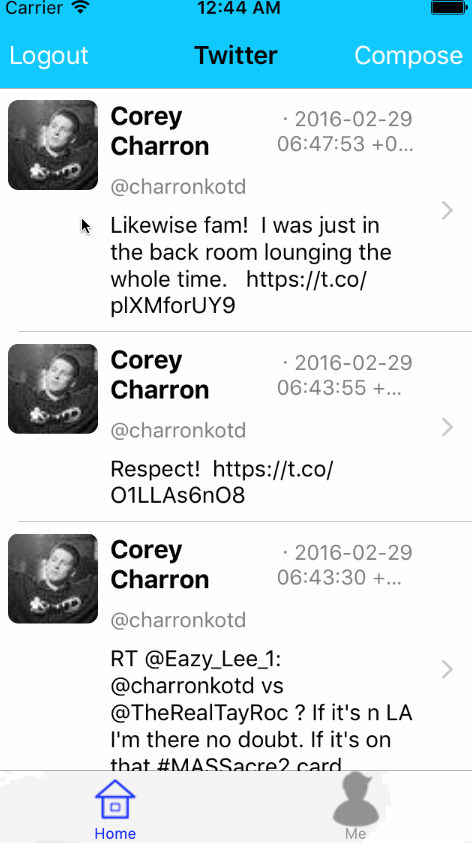 Carrier 12:44 AM
Logout Twitter Compose
Corey · 2016-02-29
Charron 06:47:53 +0...
@charronkotd
Likewise fam!  I was just in
the back room lounging the
whole time.   https://t.co/
plXMforUY9
Corey · 2016-02-29
Charron 06:43:55 +...
@charronkotd
Respect!  https://t.co/
O1LLAs6nO8
Corey · 2016-02-29
Charron 06:43:30 +...
@charronkotd
RT @Eazy_Lee_1:
@charronkotd vs
@TheRealTayRoc ? If it's n LA
I'm there no doubt. If it's on
that #MASSacre2 card
Home Me